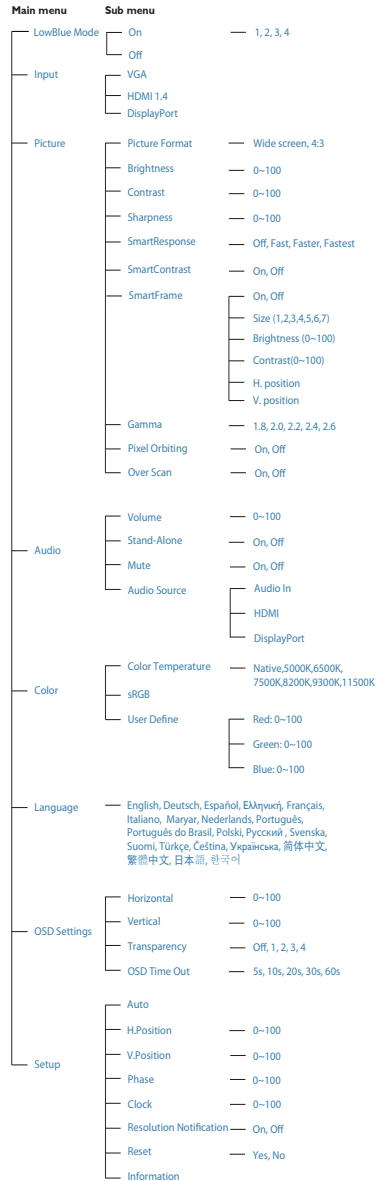 Main menu Sub menu
LowBlue Mode On 1, 2, 3, 4
Off
Input VGA
HDMI 1.4
DisplayPort
Picture Picture Format Wide screen, 4:3
Brightness 0~100
Contrast 0~100
Sharpness 0~100
SmartResponse Off, Fast, Faster, Fastest
SmartContrast On, Off
SmartFrame On, Off
Size (1,2,3,4,5,6,7)
Brightness (0~100)
Contrast(0~100)
H. position
V. position
Gamma 1.8, 2.0, 2.2, 2.4, 2.6
Pixel Orbiting On, Off
Over Scan On, Off
Volume 0~100
Stand-Alone On, Off
Audio
Mute On, Off
Audio Source Audio In
HDMI
DisplayPort
Color Temperature Native,5000K,6500K,
7500K,8200K,9300K,11500K
Color sRGB
User Define Red: 0~100
Green: 0~100
Blue: 0~100
Language English, Deutsch, Español, Ελληνική, Français,
Italiano, Maryar, Nederlands, Português,
Português do Brasil, Polski, Русский , Svenska,
Suomi, Türkçe, Čeština, Українська, 简体中文,
繁體中文, 日本語, 한국어
Horizontal 0~100
Vertical 0~100
OSD Settings
Transparency Off, 1, 2, 3, 4
OSD Time Out 5s, 10s, 20s, 30s, 60s
Auto
H.Position 0~100
V.Position 0~100
Setup
Phase 0~100
Clock 0~100
Resolution Notification On, Off
Reset Yes, No
Information